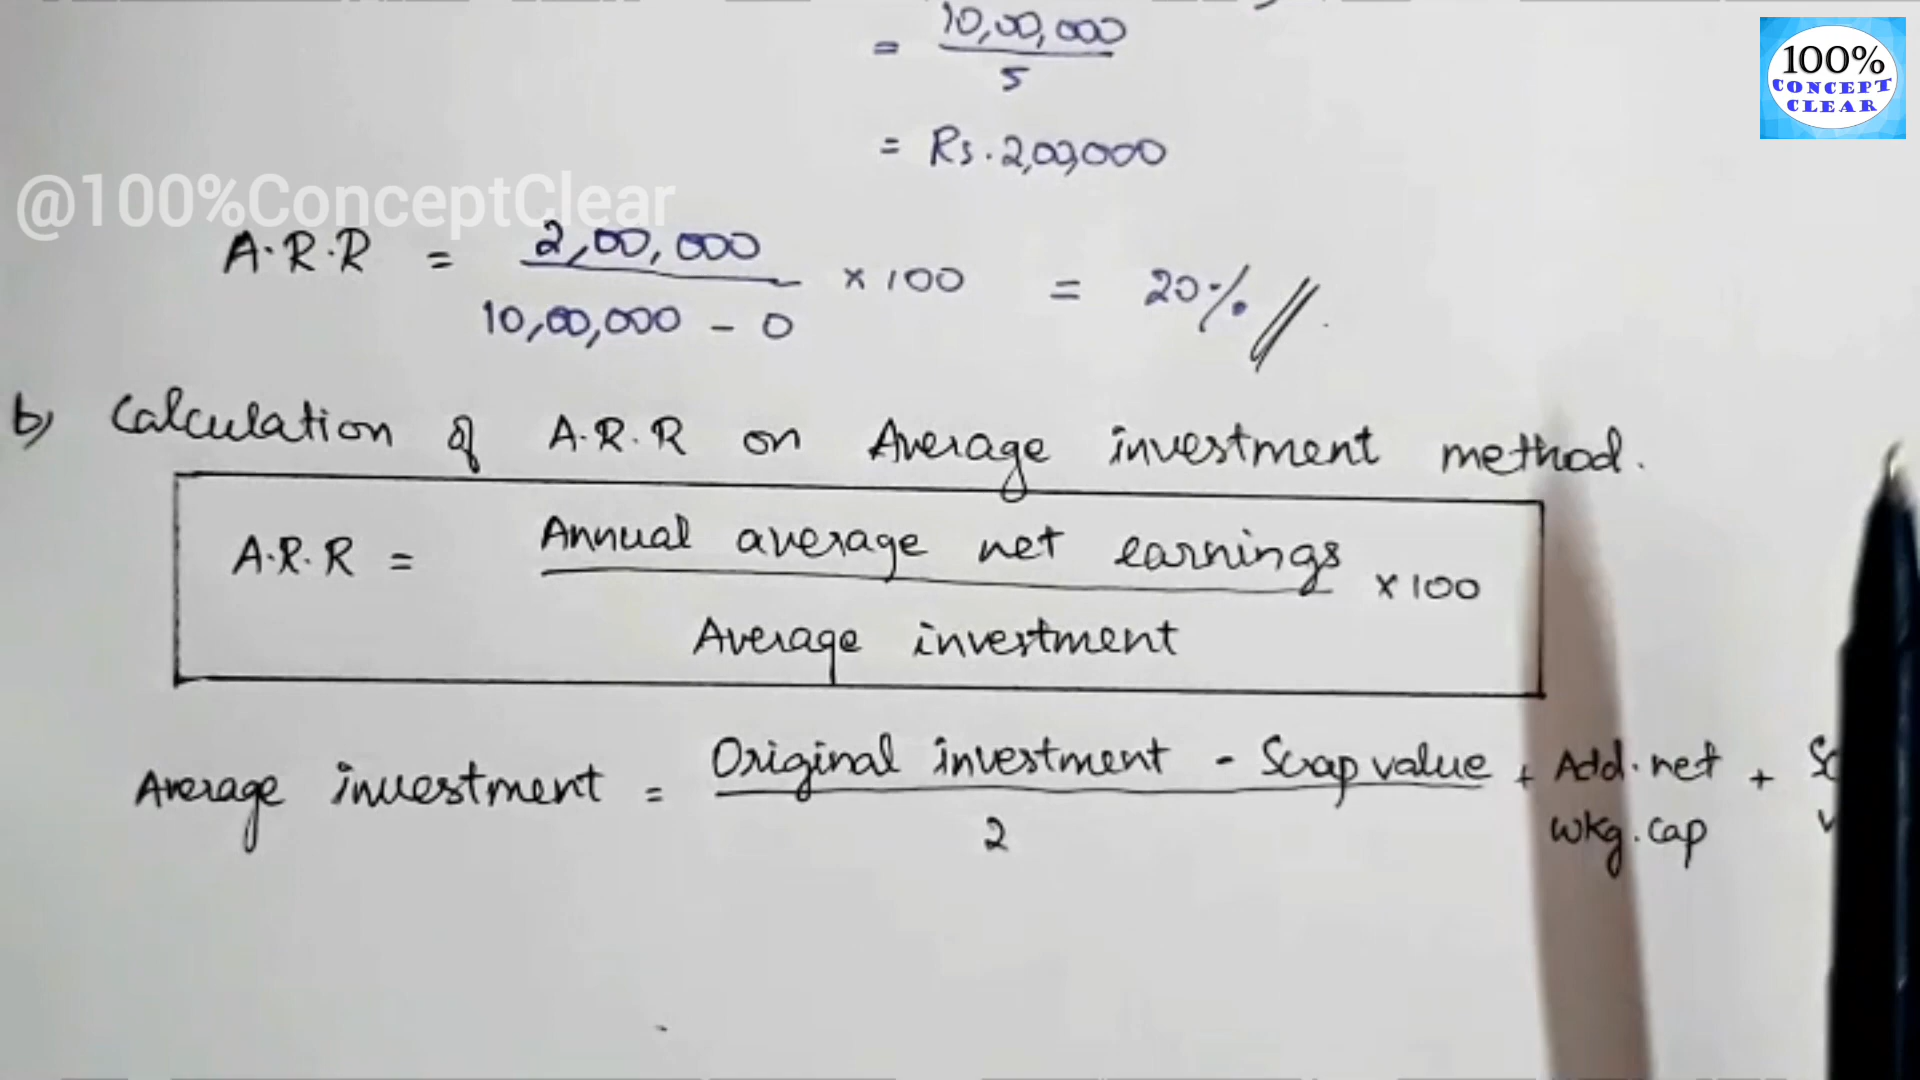 = 10,00,000
5
= Rs. 2,00,000
100%
CONCEPT
CLEAR
@100%ConceptClear
A.R.R = 2,00,000 × 100 = 20%
10,00,000 - 0
b) Calculation of A.R.R on Average investment method.
A.R.R = Annual average net earnings × 100
Average investment
Average investment = Original investment - Scrap value + Add. net +
2
wkg. cap